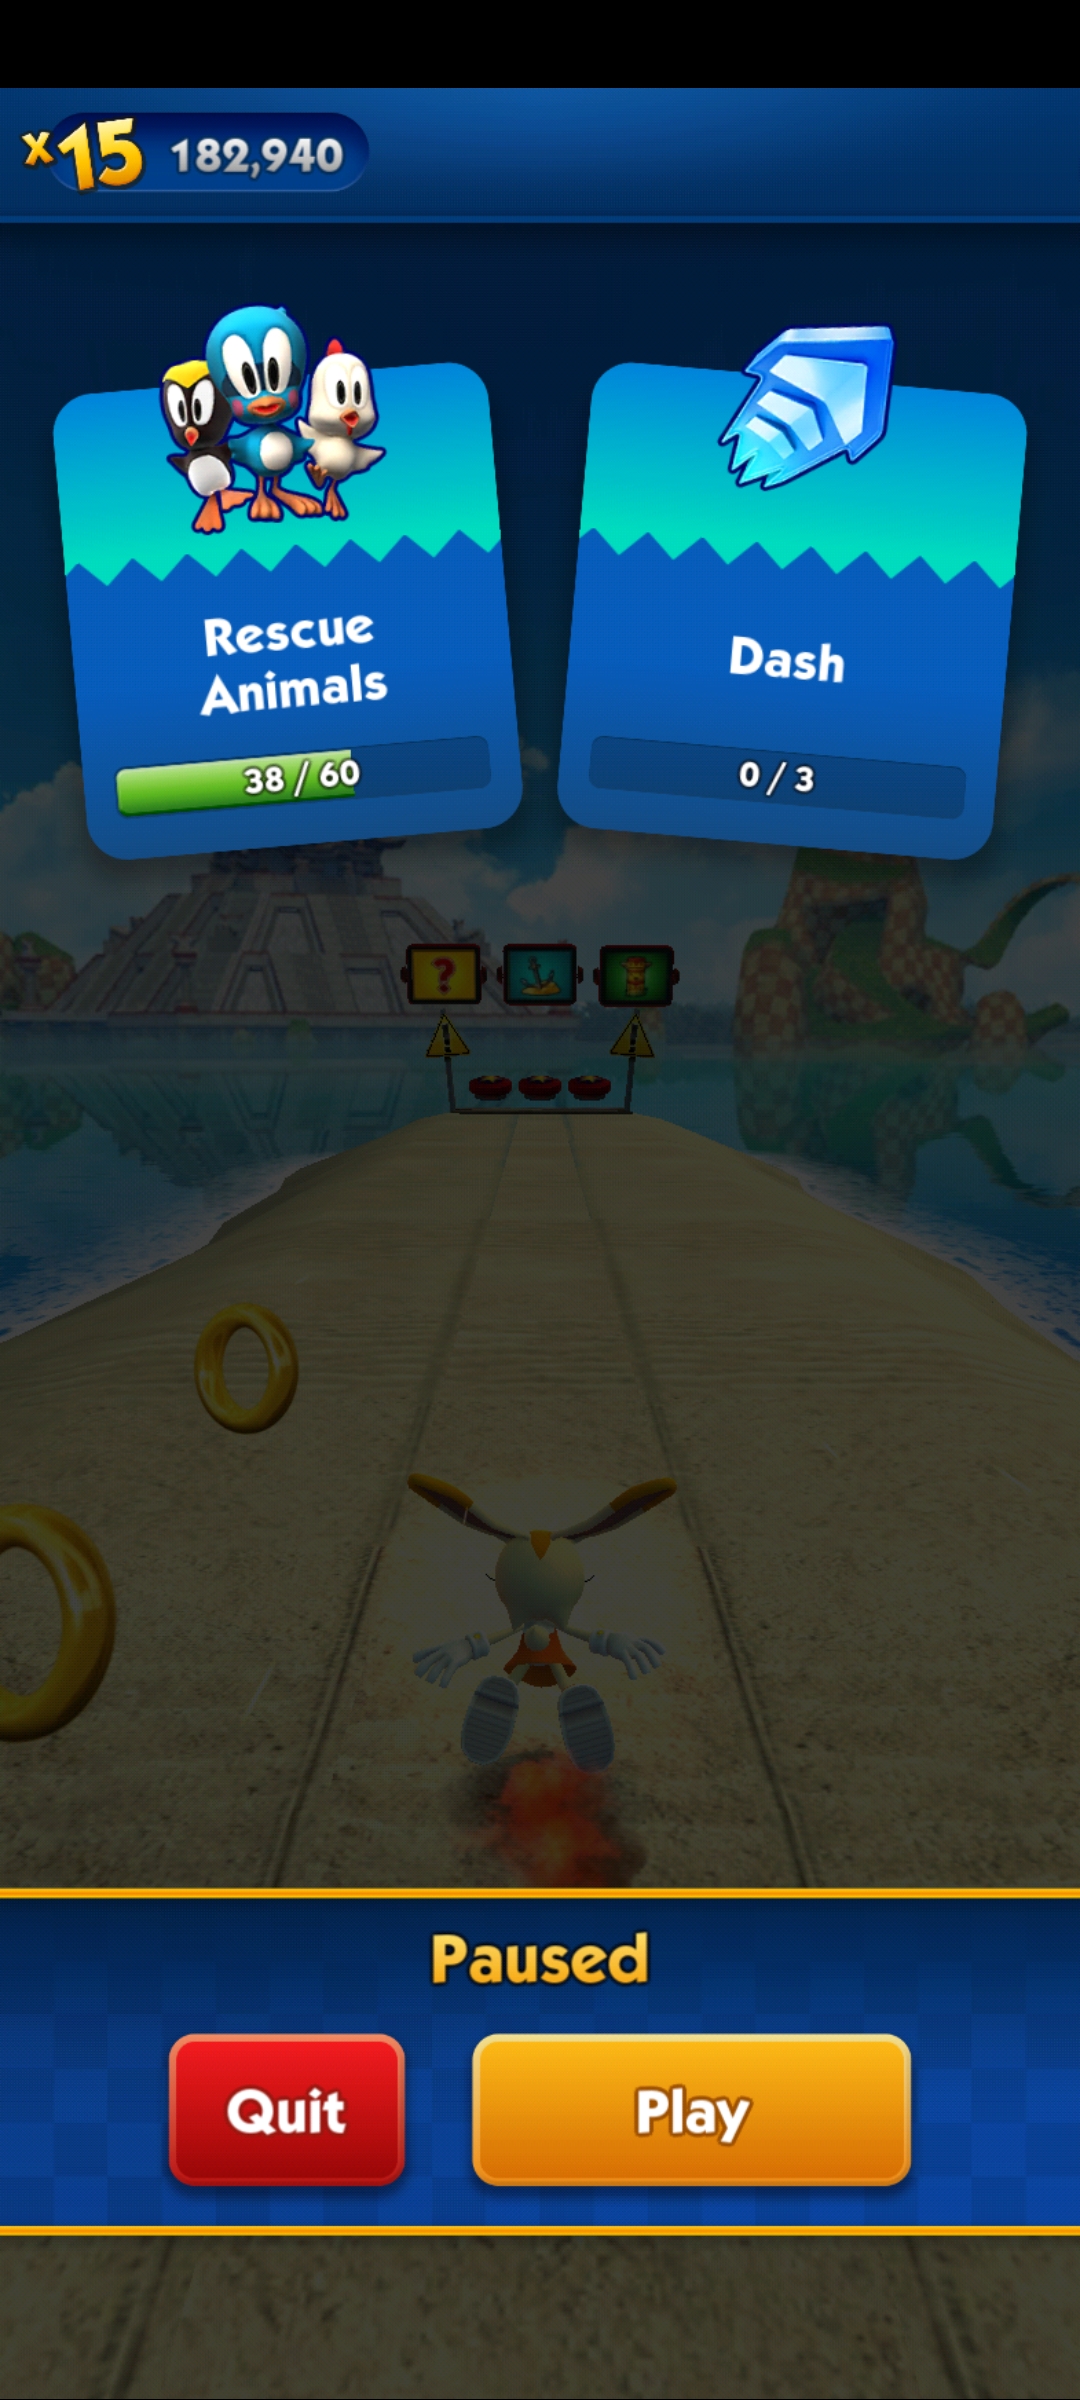 x15 182,940
Rescue
Animals
38 / 60
Dash
0 / 3
?
Paused
Quit
Play